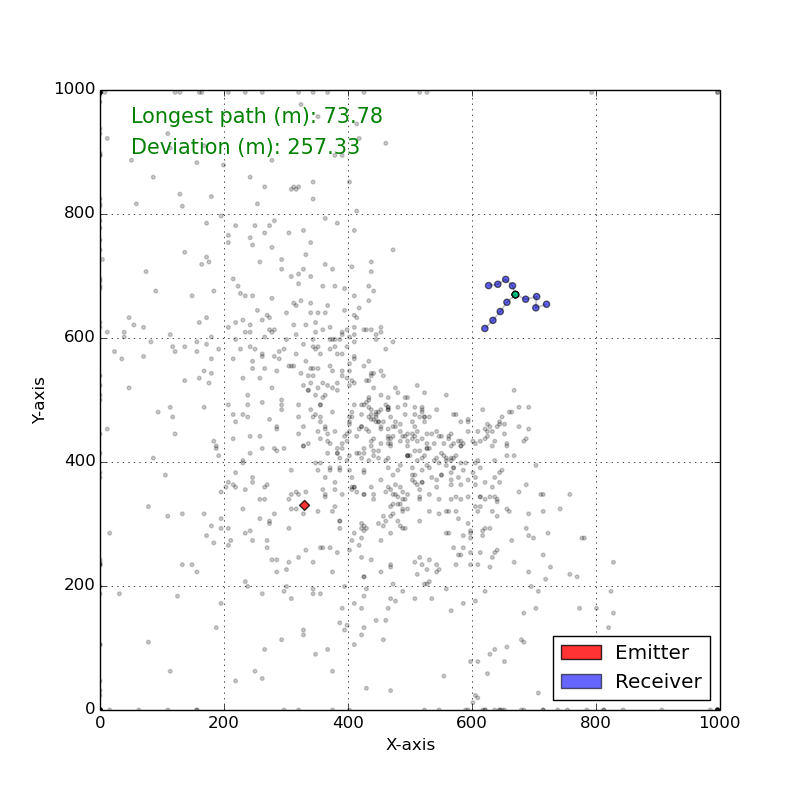 Longest path (m): 73.78
Deviation (m): 257.33
1000
800
600
400
200
0
Y-axis
0 200 400 600 800 1000
X-axis
Emitter
Receiver